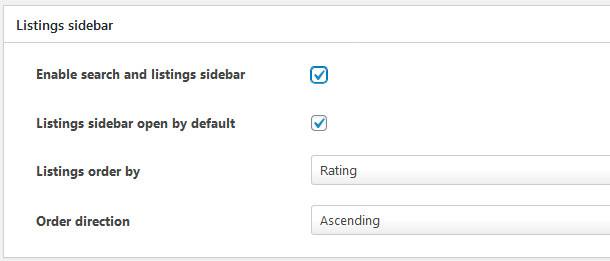 Listings sidebar
Enable search and listings sidebar
Listings sidebar open by default
Listings order by Rating
Order direction Ascending